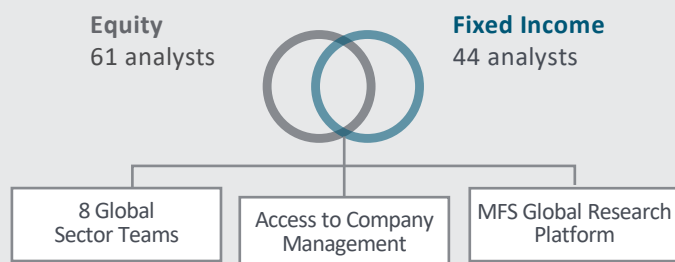 Equity
61 analysts
Fixed Income
44 analysts
8 Global
Sector Teams
Access to Company
Management
MFS Global Research
Platform